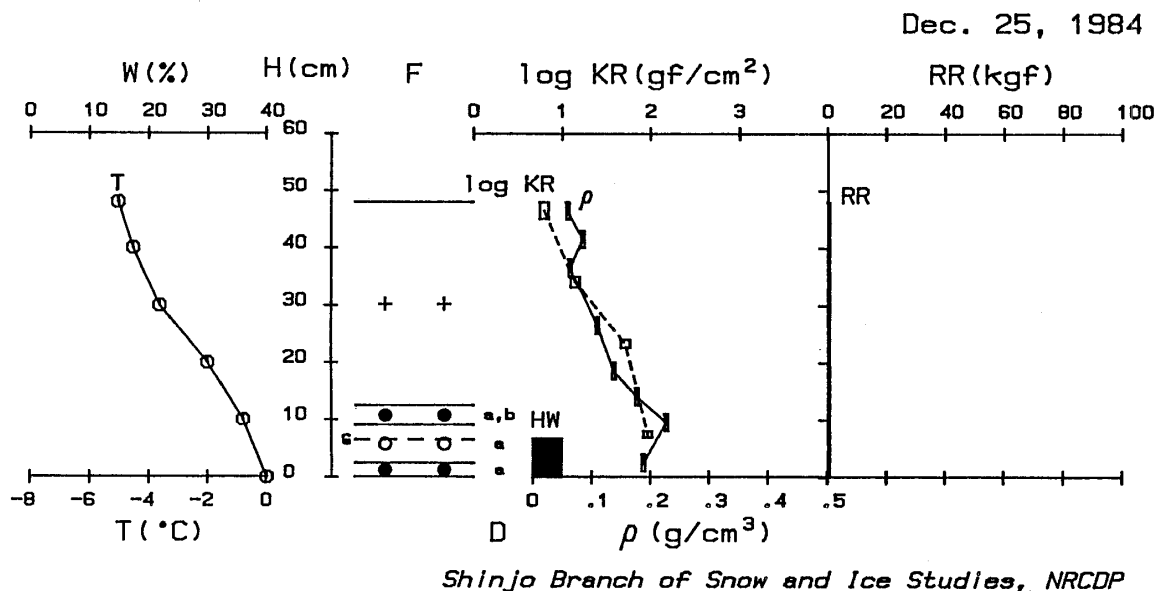 Dec. 25, 1984
W(%) H(cm) F log KR(gf/cm²) RR(kgf)
0 10 20 30 40 0 1 2 3 0 20 40 60 80 100
60
T 50 log KR ρ RR
40
30
20
10 a,b HW
c a
0 a
-8 -6 -4 -2 0 0 .1 .2 .3 .4 .5
T(°C) D ρ(g/cm³)
Shinjo Branch of Snow and Ice Studies, NRCDP